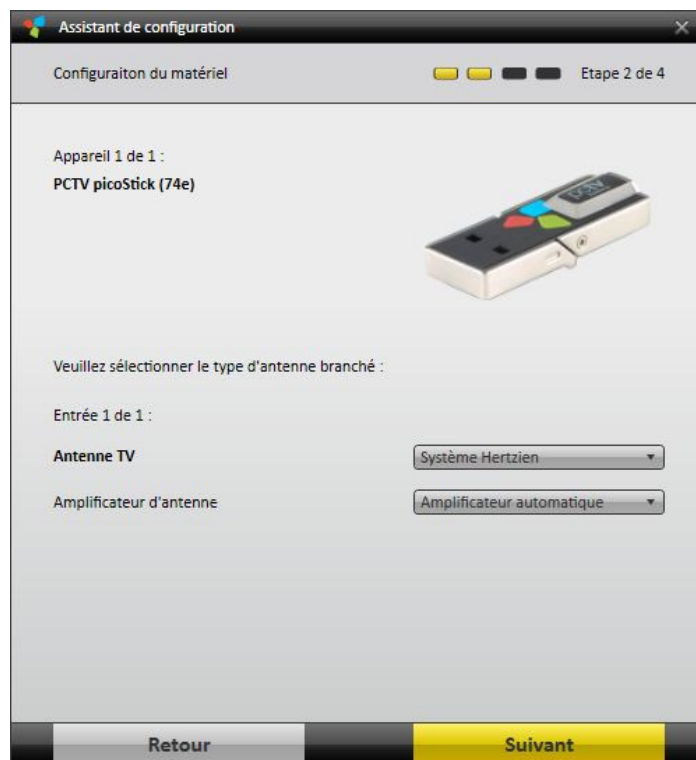 Assistant de configuration
Configuraiton du matériel
Etape 2 de 4
Appareil 1 de 1 :
PCTV picoStick (74e)
Veuillez sélectionner le type d'antenne branché :
Entrée 1 de 1 :
Antenne TV
Système Hertzien
Amplificateur d'antenne
Amplificateur automatique
Retour
Suivant